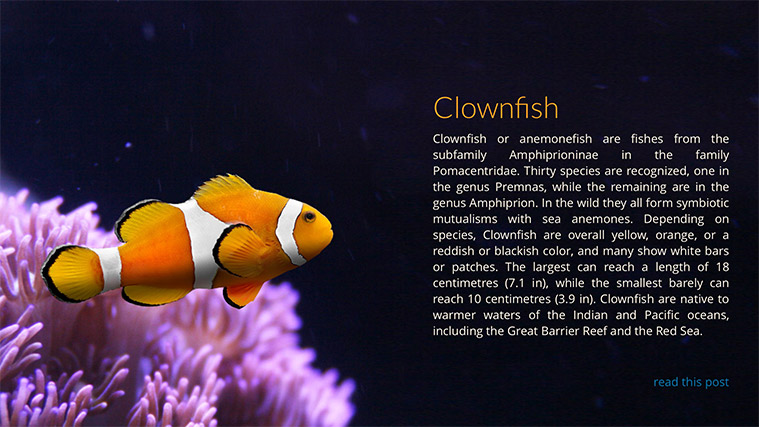 Clownfish
Clownfish or anemonefish are fishes from the
subfamily Amphiprioninae in the family
Pomacentridae. Thirty species are recognized, one in
the genus Premnas, while the remaining are in the
genus Amphiprion. In the wild they all form symbiotic
mutualisms with sea anemones. Depending on
species, Clownfish are overall yellow, orange, or a
reddish or blackish color, and many show white bars
or patches. The largest can reach a length of 18
centimetres (7.1 in), while the smallest barely can
reach 10 centimetres (3.9 in). Clownfish are native to
warmer waters of the Indian and Pacific oceans,
including the Great Barrier Reef and the Red Sea.
read this post